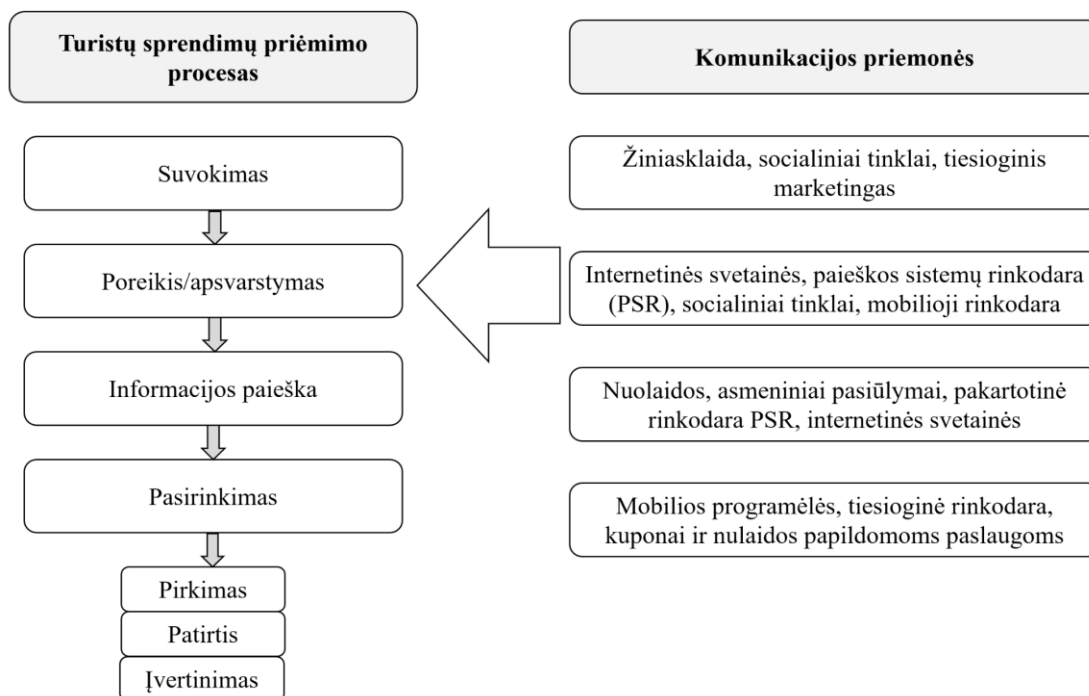 Turistų sprendimų priėmimo
procesas
Komunikacijos priemonės
Suvokimas
Žiniasklaida, socialiniai tinklai, tiesioginis
marketingas
Poreikis/apsvarstymas
Internetinės svetainės, paieškos sistemų rinkodara
(PSR), socialiniai tinklai, mobilioji rinkodara
Informacijos paieška
Nuolaidos, asmeniniai pasiūlymai, pakartotinė
rinkodara PSR, internetinės svetainės
Pasirinkimas
Mobilios programėlės, tiesioginė rinkodara,
kuponai ir nulaidos papildomoms paslaugoms
Pirkimas
Patirtis
Įvertinimas